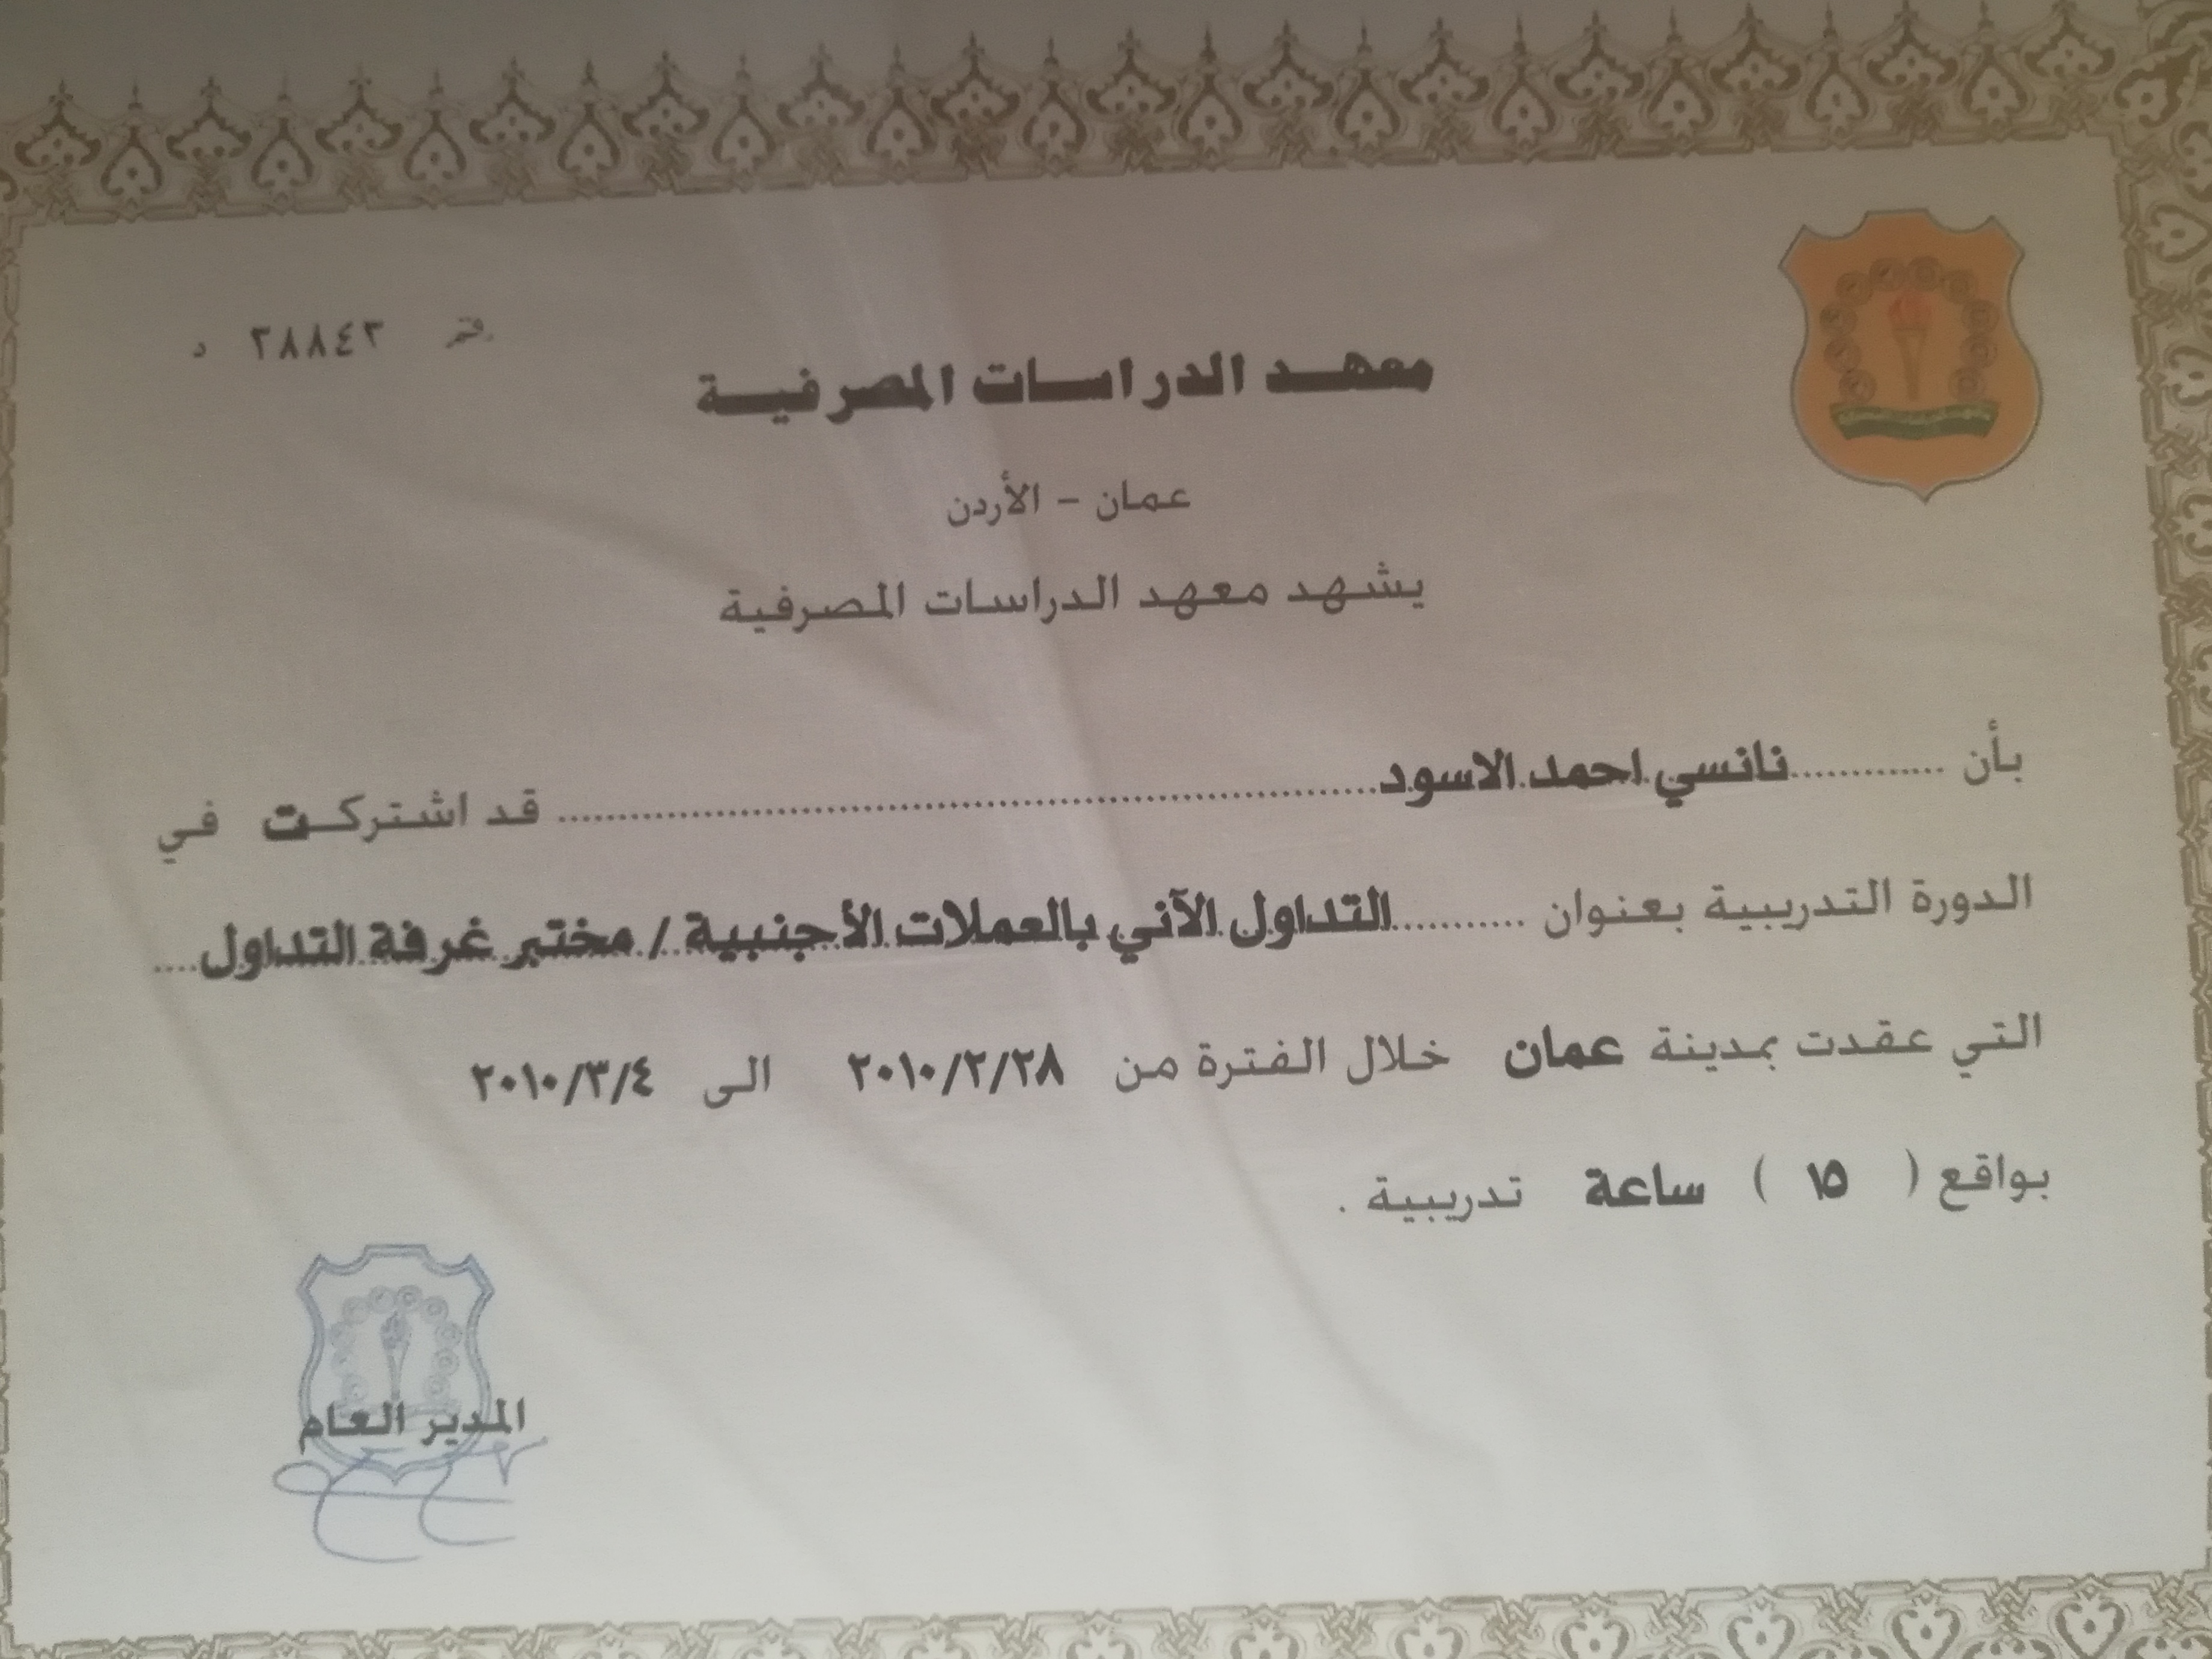 رقم ٢٨٨٤٢ د
معهد الدراسات المصرفية
عمان - الأردن
يشهد معهد الدراسات المصرفية
بأن ............نانسي احمد الاسود........................................ قد اشتركت في
الدورة التدريبية بعنوان ..........التداول الآني بالعملات الأجنبية / مختبر غرفة التداول....
التي عقدت بمدينة عمان خلال الفترة من ٢٠١٠/٢/٢٨ الى ٢٠١٠/٣/٤
بواقع ( ١٥ ) ساعة تدريبية .
المدير العام